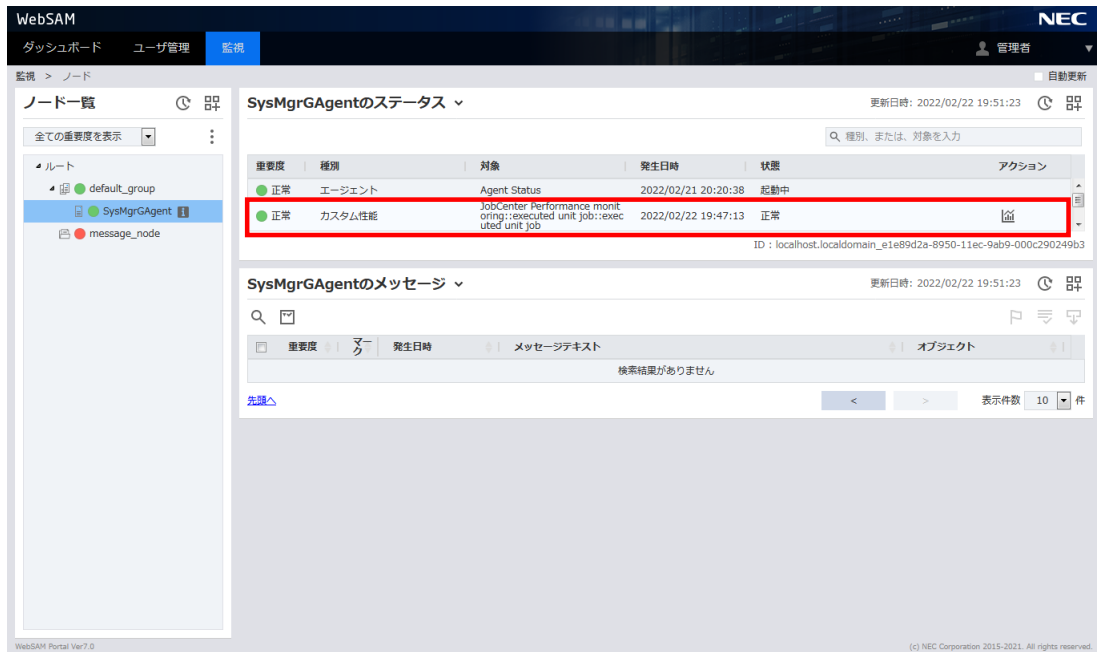 WebSAM
NEC
ダッシュボード ユーザ管理 監視 管理者
監視 > ノード 自動更新
ノード一覧
全ての重要度を表示
ルート
default_group
SysMgrGAgent 1
message_node
SysMgrGAgentのステータス 更新日時: 2022/02/22 19:51:23
種別、または、対象を入力
重要度 種別 対象 発生日時 状態 アクション
正常 エージェント Agent Status 2022/02/21 20:20:38 起動中
正常 カスタム性能 JobCenter Performance monit
oring::executed unit job::exec
uted unit job 2022/02/22 19:47:13 正常
ID : localhost.localdomain_e1e89d2a-8950-11ec-9ab9-000c290249b3
SysMgrGAgentのメッセージ 更新日時: 2022/02/22 19:51:23
重要度 マー
ク 発生日時 メッセージテキスト オブジェクト
検索結果がありません
先頭へ < > 表示件数 10 件
WebSAM Portal Ver7.0 (c) NEC Corporation 2015-2021. All rights reserved.